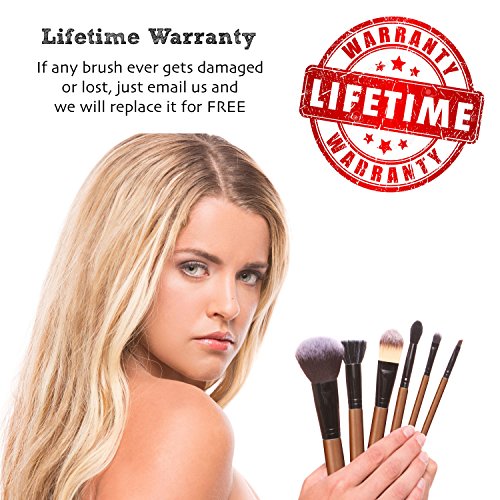 Lifetime Warranty
If any brush ever gets damaged
or lost, just email us and
we will replace it for FREE
WARRANTY
LIFETIME
WARRANTY